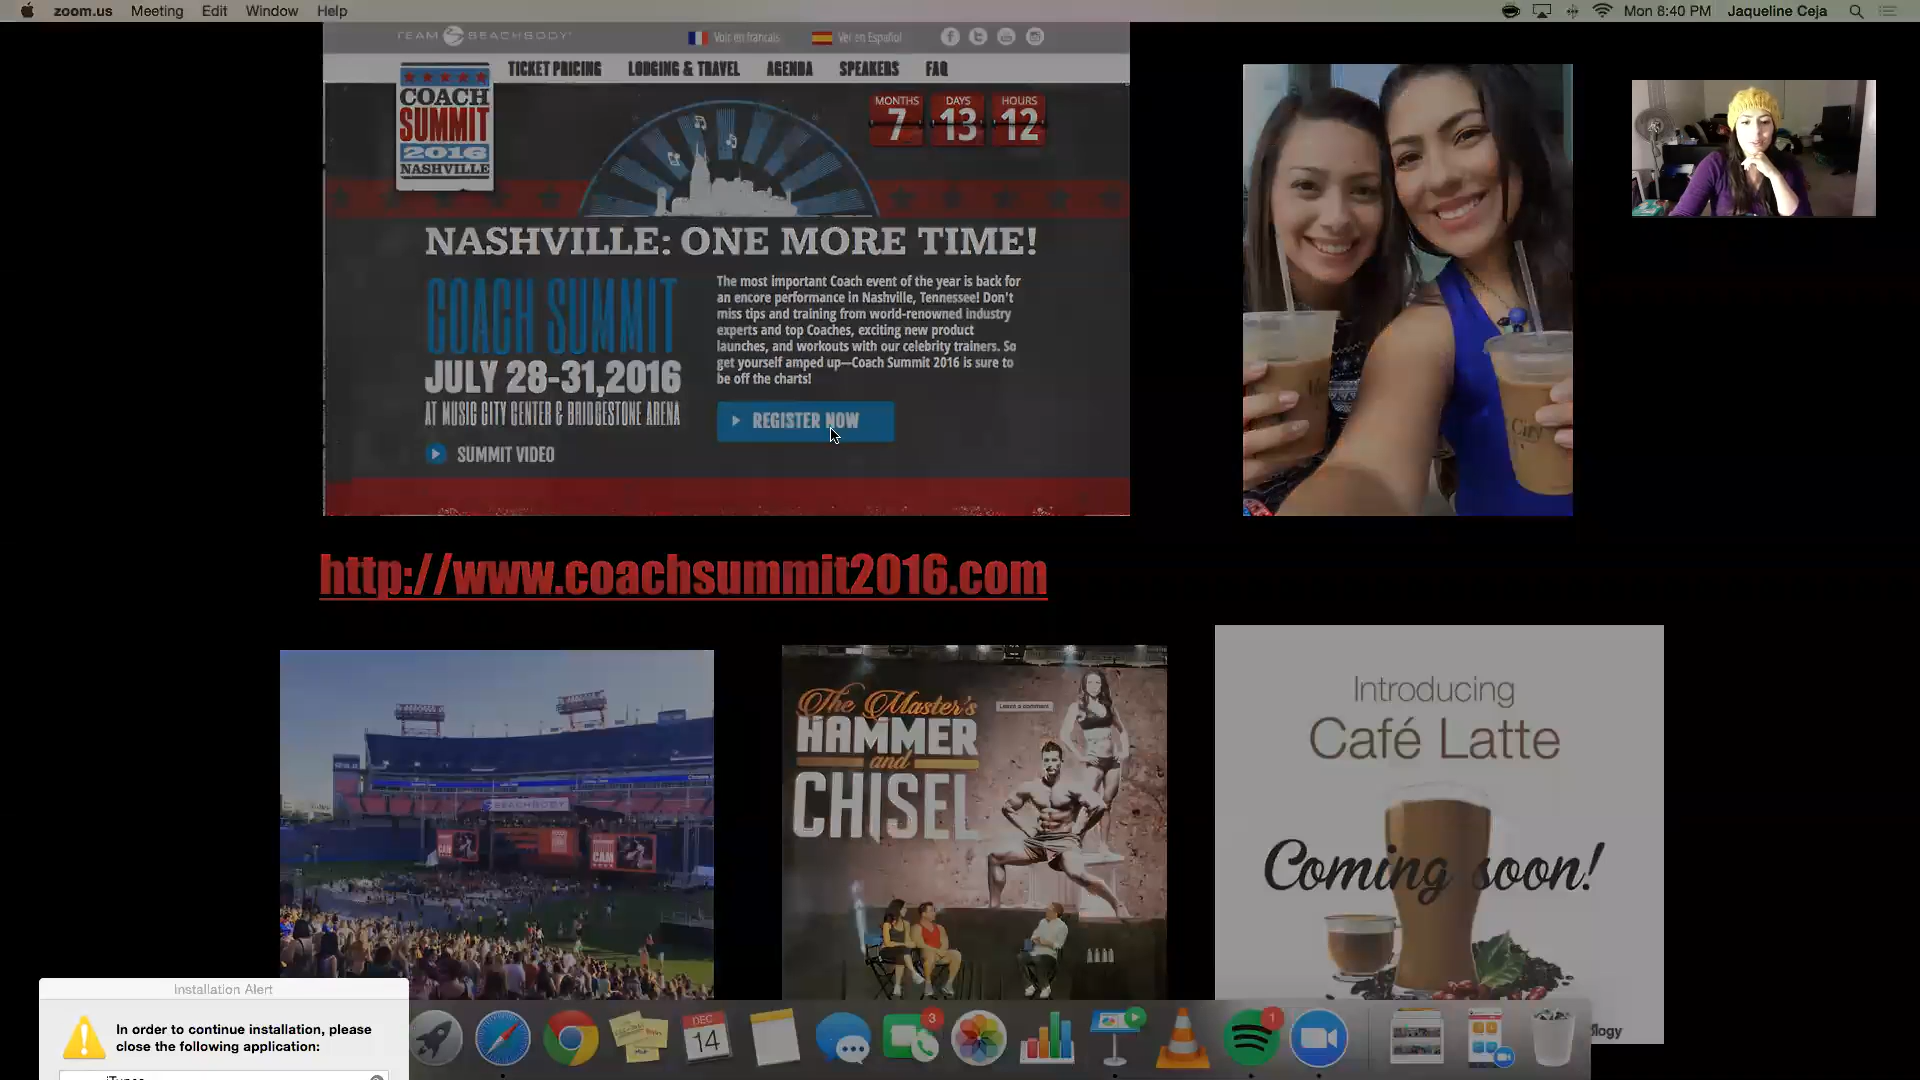 zoom.us Meeting Edit Window Help
Mon 8:40 PM Jaqueline Ceja
TEAM BEACHBODY
Voir en français Ver en Español
TICKET PRICING LODGING & TRAVEL AGENDA SPEAKERS FAQ
COACH
SUMMIT
2016
NASHVILLE
MONTHS DAYS HOURS
7 13 12
NASHVILLE: ONE MORE TIME!
COACH SUMMIT
JULY 28-31,2016
AT MUSIC CITY CENTER & BRIDGESTONE ARENA
SUMMIT VIDEO
The most important Coach event of the year is back for
an encore performance in Nashville, Tennessee! Don't
miss tips and training from world-renowned industry
experts and top Coaches, exciting new product
launches, and workouts with our celebrity trainers. So
get yourself amped up—Coach Summit 2016 is sure to
be off the charts!
REGISTER NOW
http://www.coachsummit2016.com
BEACHBODY
The Master's
HAMMER
and
CHISEL
Leave a comment
Introducing
Café Latte
Coming soon!
Installation Alert
In order to continue installation, please
close the following application:
iTunes
DEC
14
3
1